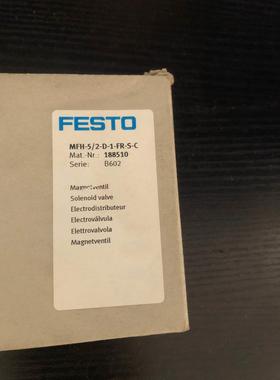 FESTO
MFH-5/2-D-1-FR-S-C
Mat.-Nr.: 188510
Serie: B602
Magnetventil
Solenoid valve
Electrodistributeur
Electroválvula
Elettrovalvola
Magnetventil